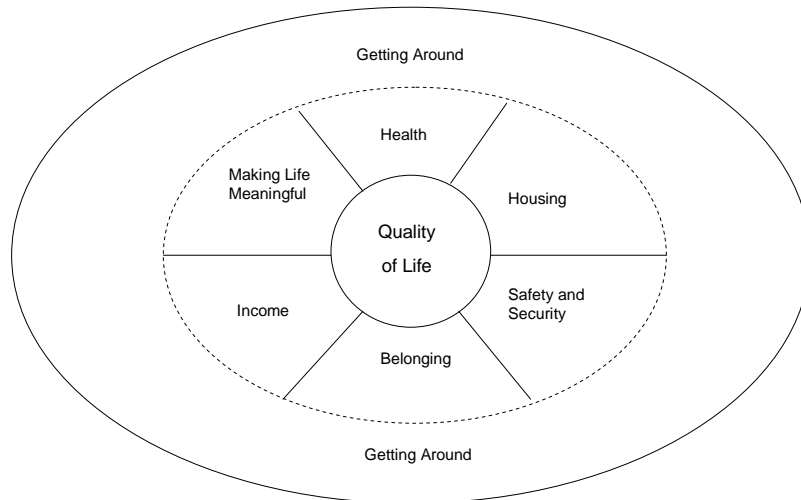 Getting Around
Health
Making Life
Meaningful
Housing
Quality
of Life
Income
Safety and
Security
Belonging
Getting Around